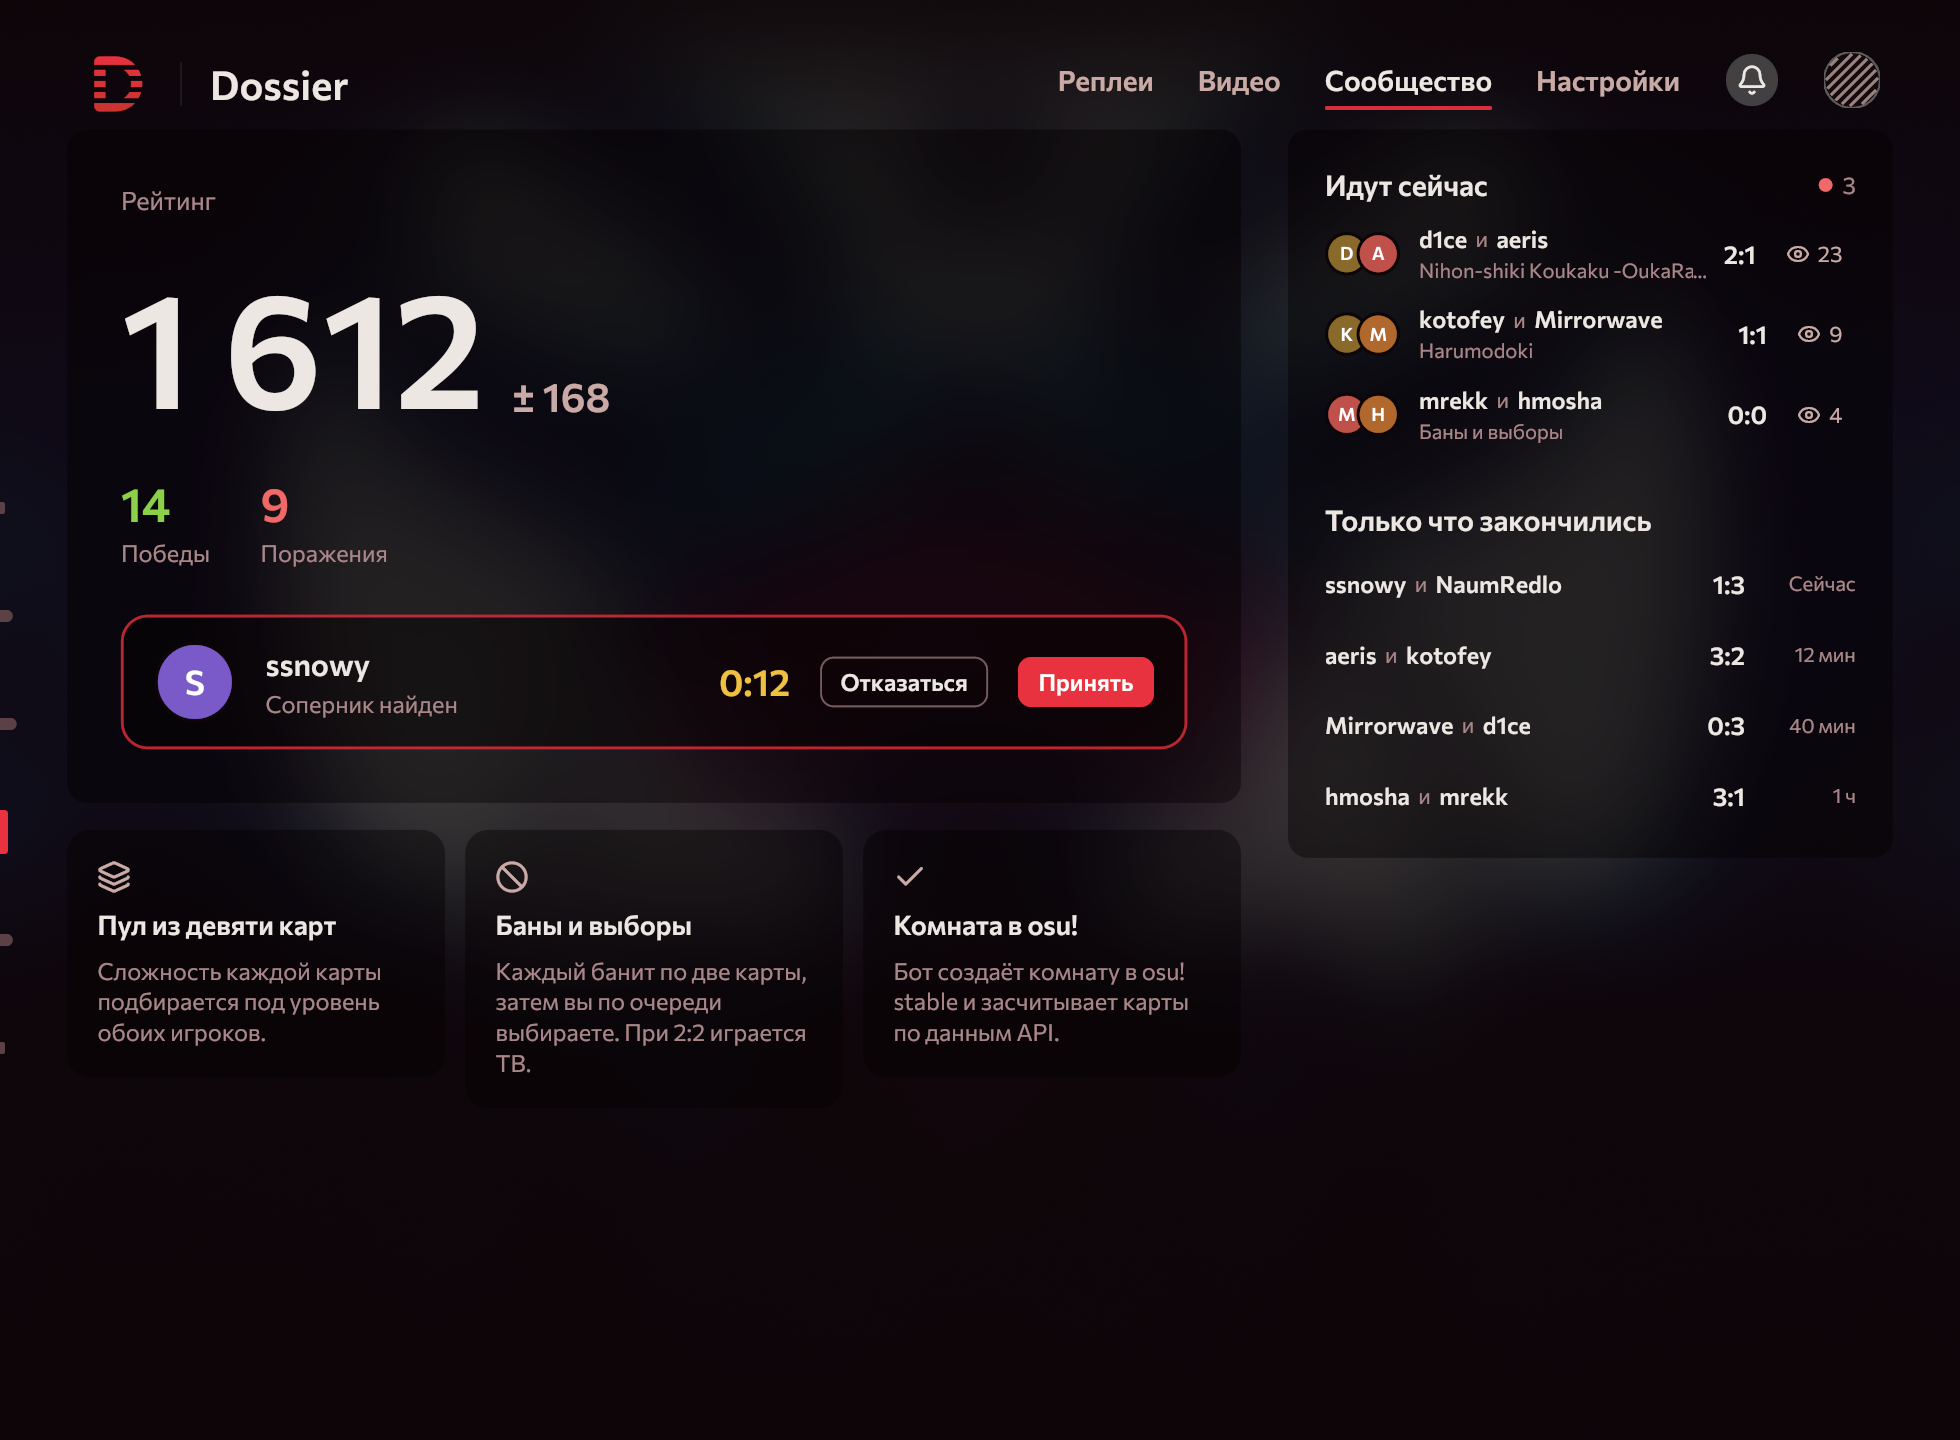 Dossier
Реплеи
Видео
Сообщество
Настройки
Рейтинг
1 612 ± 168
14
Победы
9
Поражения
S
ssnowy
Соперник найден
0:12
Отказаться
Принять
Пул из девяти карт
Сложность каждой карты
подбирается под уровень
обоих игроков.
Баны и выборы
Каждый банит по две карты,
затем вы по очереди
выбираете. При 2:2 играется
ТВ.
Комната в osu!
Бот создаёт комнату в osu!
stable и засчитывает карты
по данным API.
Идут сейчас
3
D A
d1ce и aeris
Nihon-shiki Koukaku -OukaRa...
2:1
23
K M
kotofey и Mirrorwave
Harumodoki
1:1
9
M H
mrekk и hmosha
Баны и выборы
0:0
4
Только что закончились
ssnowy и NaumRedlo 1:3 Сейчас
aeris и kotofey 3:2 12 мин
Mirrorwave и d1ce 0:3 40 мин
hmosha и mrekk 3:1 1 ч